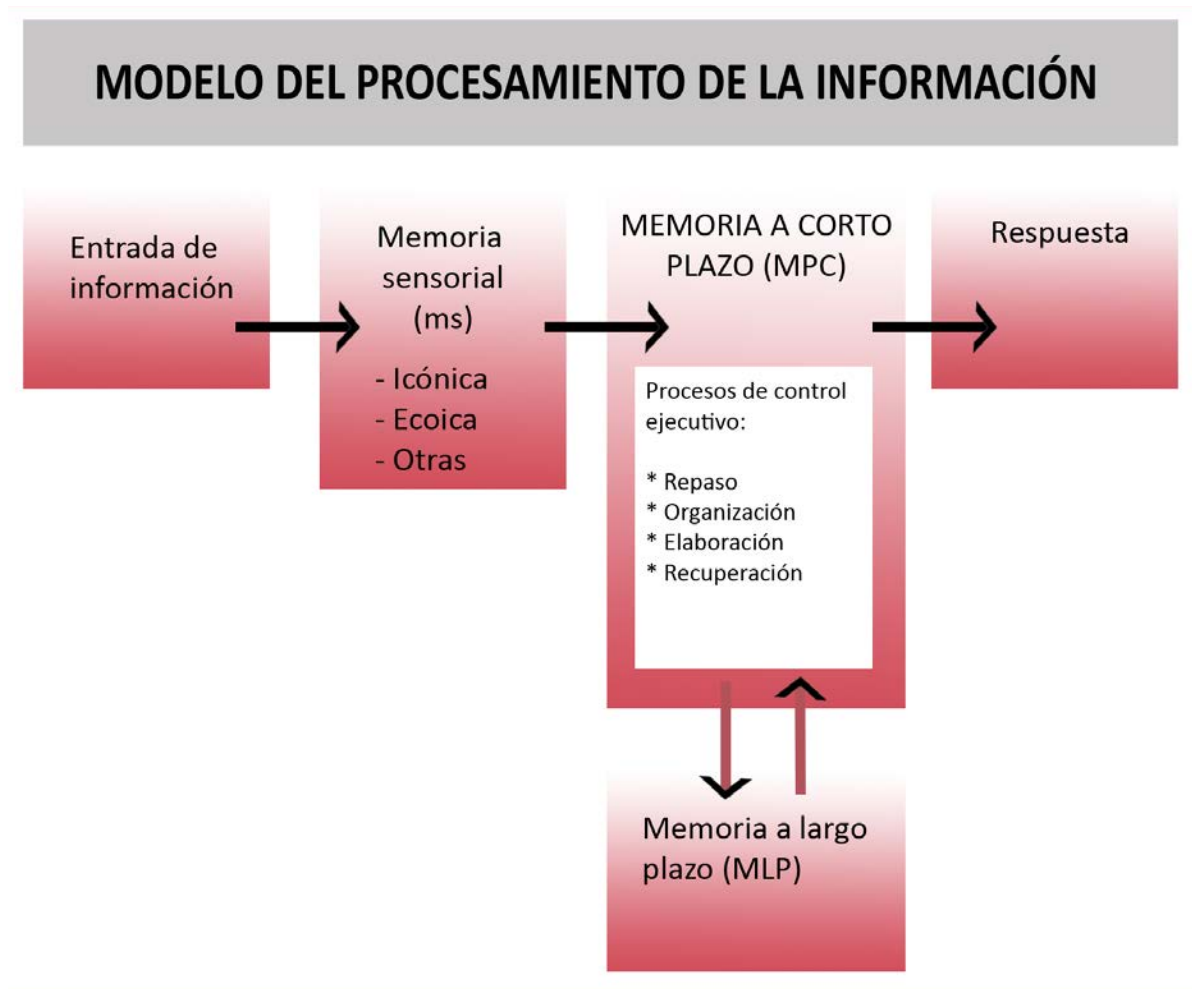 MODELO DEL PROCESAMIENTO DE LA INFORMACIÓN
Entrada de
información
Memoria
sensorial
(ms)
- Icónica
- Ecoica
- Otras
MEMORIA A CORTO
PLAZO (MPC)
Procesos de control
ejecutivo:
* Repaso
* Organización
* Elaboración
* Recuperación
Respuesta
Memoria a largo
plazo (MLP)